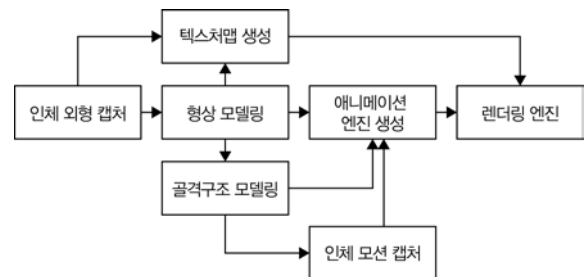 텍스처맵 생성
인체 외형 캡처
형상 모델링
애니메이션
엔진 생성
렌더링 엔진
골격구조 모델링
인체 모션 캡처